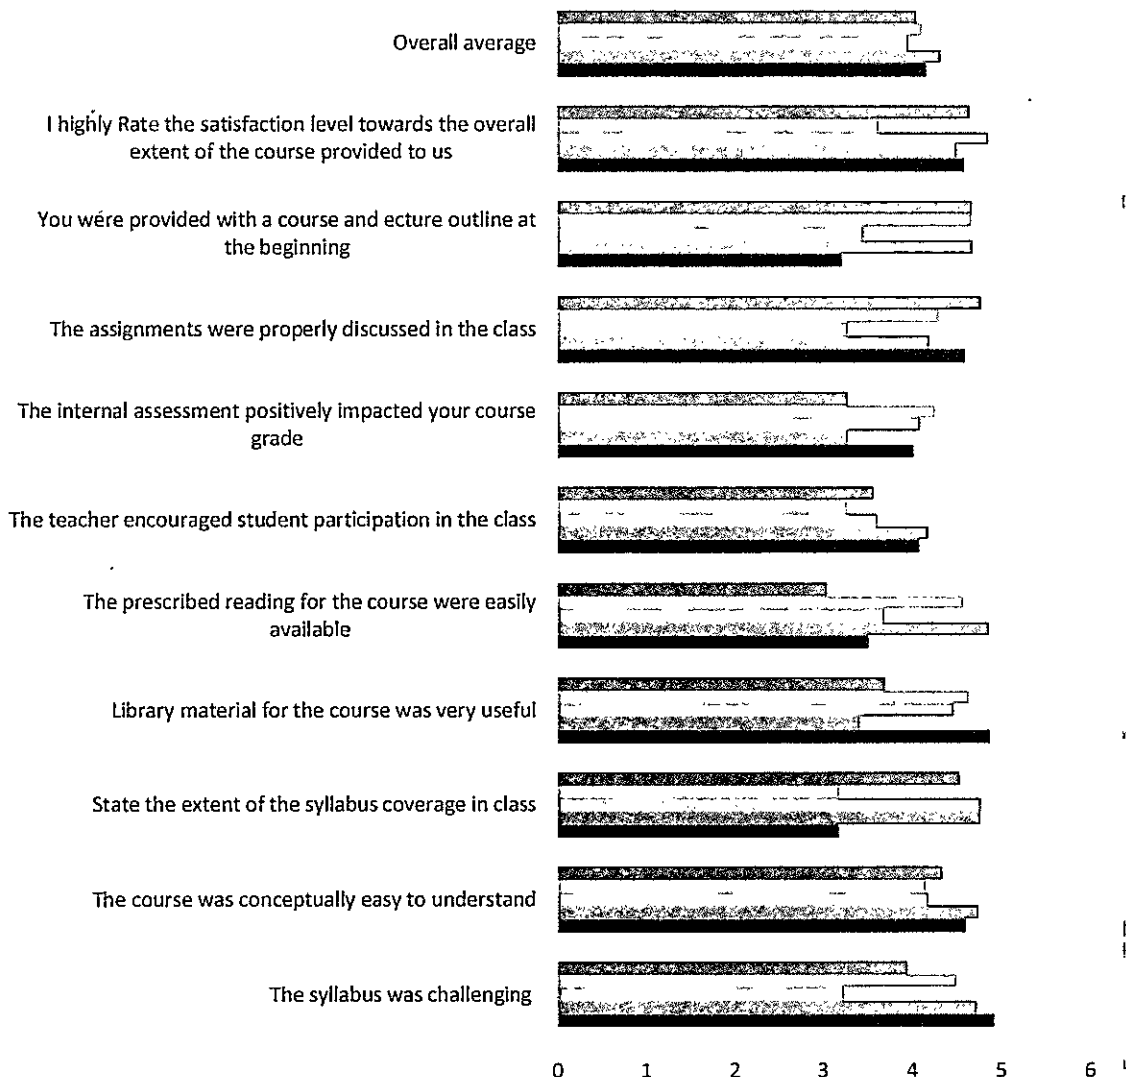 Overall average
I highly Rate the satisfaction level towards the overall
extent of the course provided to us
You were provided with a course and ecture outline at
the beginning
The assignments were properly discussed in the class
The internal assessment positively impacted your course
grade
The teacher encouraged student participation in the class
The prescribed reading for the course were easily
available
Library material for the course was very useful
State the extent of the syllabus coverage in class
The course was conceptually easy to understand
The syllabus was challenging
0 1 2 3 4 5 6